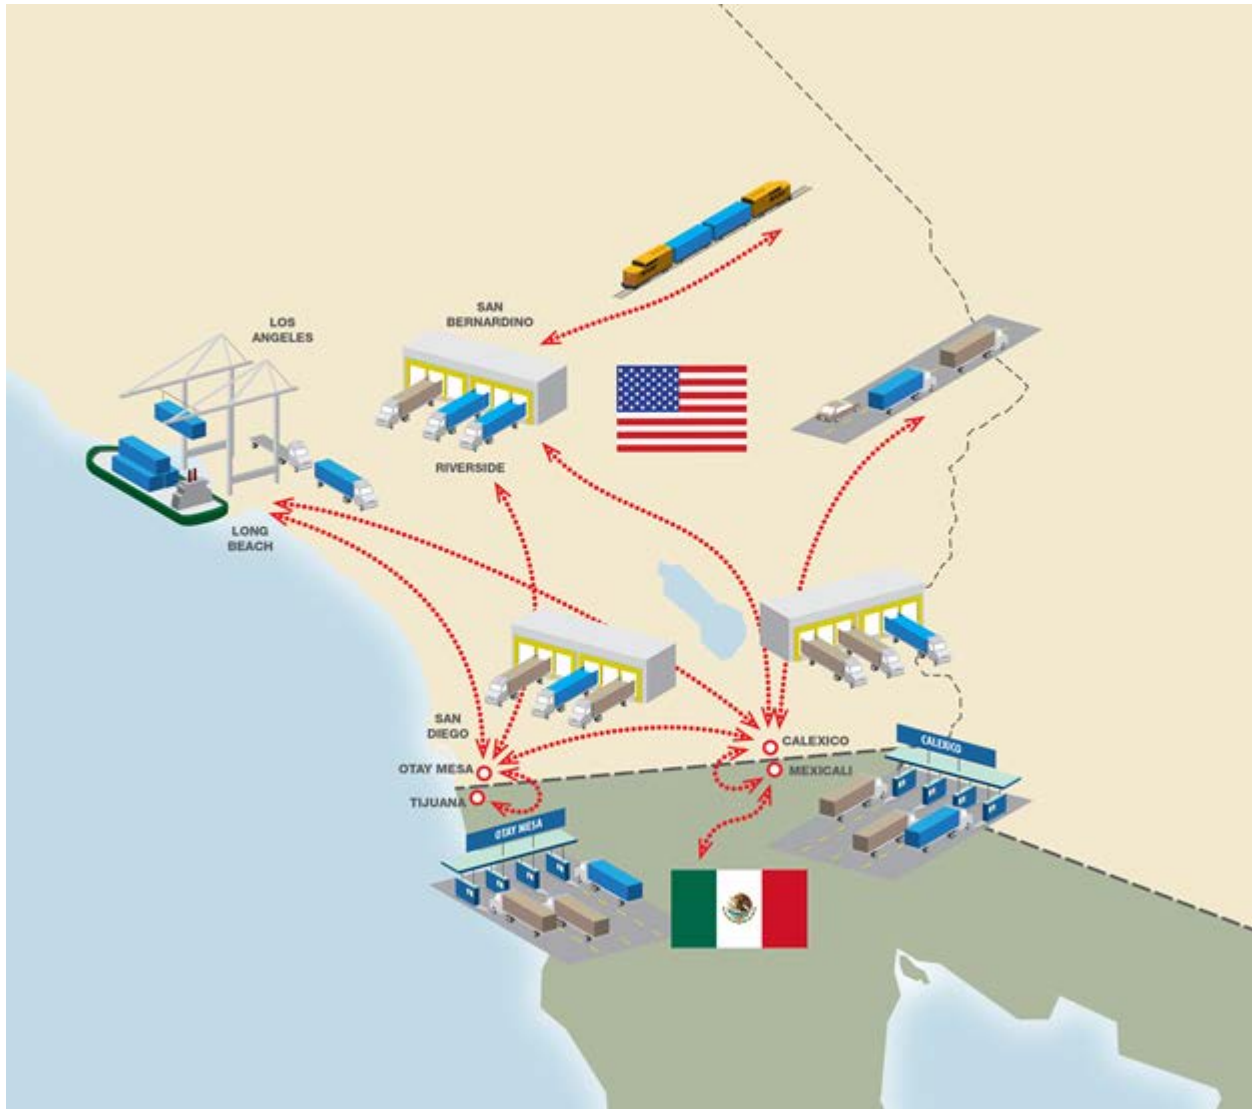 SAN
BERNARDINO
LOS
ANGELES
RIVERSIDE
LONG
BEACH
SAN
DIEGO
OTAY MESA
TIJUANA
CALEXICO
MEXICALI
CALEXICO
OTAY MESA